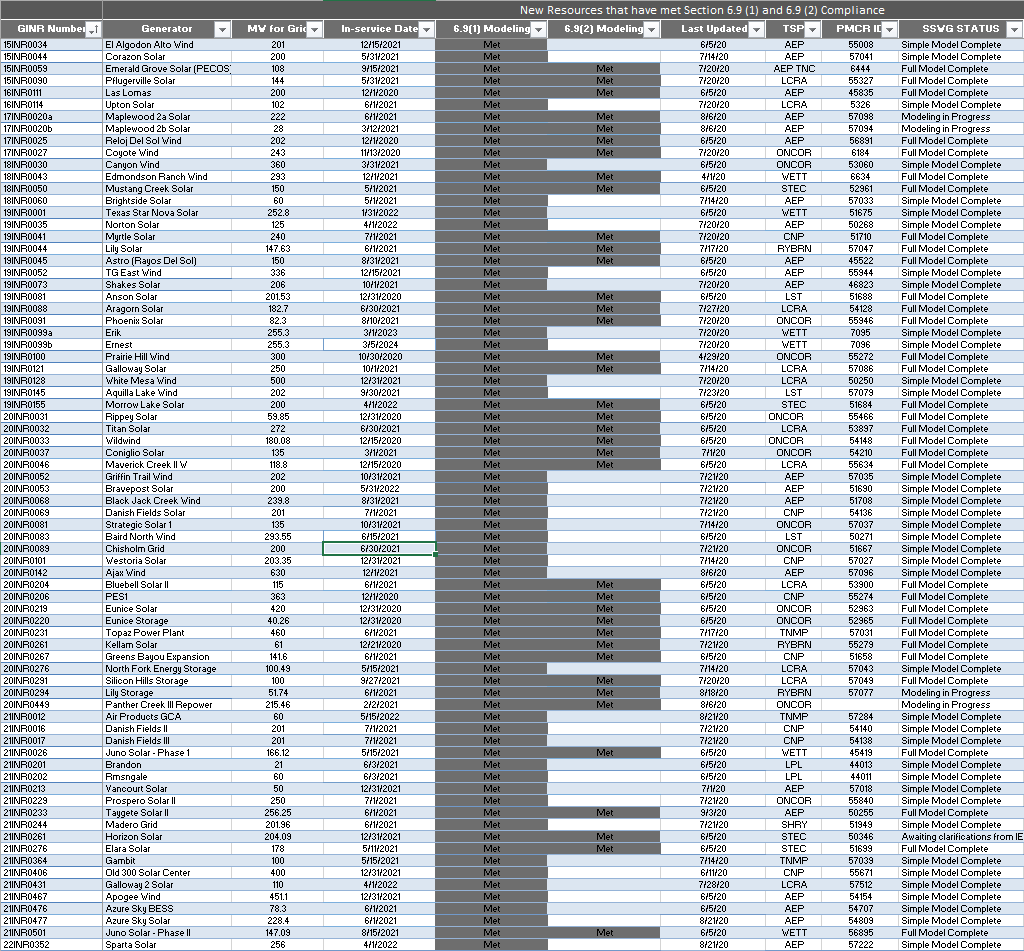 New Resources that have met Section 6.9 (1) and 6.9 (2) Compliance
GINR Number Generator MW for Grid In-service Date 6.9(1) Modeling 6.9(2) Modeling Last Updated TSP PMCR ID SSWG STATUS
15INR0034 El Algodon Alto Wind 201 12/15/2021 Met 6/5/20 AEP 55008 Simple Model Complete
15INR0044 Corazon Solar 200 5/31/2021 Met 7/14/20 AEP 57041 Simple Model Complete
15INR0059 Emerald Grove Solar (PECOS 108 9/15/2021 Met Met 7/20/20 AEP TNC 6444 Full Model Complete
15INR0090 Pflugerville Solar 144 5/31/2021 Met Met 7/20/20 LCRA 55327 Full Model Complete
16INR0111 Las Lomas 200 12/1/2020 Met Met 6/5/20 AEP 45835 Full Model Complete
16INR0114 Upton Solar 102 6/1/2021 Met 7/20/20 LCRA 5326 Simple Model Complete
17INR0020a Maplewood 2a Solar 222 6/1/2021 Met Met 8/6/20 AEP 57098 Modeling in Progress
17INR0020b Maplewood 2b Solar 28 3/12/2021 Met Met 8/6/20 AEP 57094 Modeling in Progress
17INR0025 Reloj Del Sol Wind 202 12/1/2020 Met Met 6/5/20 AEP 56891 Full Model Complete
17INR0027 Coyote Wind 243 11/13/2020 Met Met 7/20/20 ONCOR 6184 Full Model Complete
18INR0030 Canyon Wind 360 3/31/2021 Met 6/5/20 ONCOR 53060 Simple Model Complete
18INR0043 Edmondson Ranch Wind 293 12/1/2021 Met Met 4/1/20 WETT 6634 Full Model Complete
18INR0050 Mustang Creek Solar 150 5/1/2021 Met Met 6/5/20 STEC 52961 Full Model Complete
18INR0060 Brightside Solar 60 5/1/2021 Met 7/14/20 AEP 57033 Simple Model Complete
19INR0001 Texas Star Nova Solar 252.8 1/31/2022 Met 6/5/20 WETT 51675 Simple Model Complete
19INR0035 Norton Solar 125 4/1/2022 Met 7/20/20 AEP 50268 Simple Model Complete
19INR0041 Myrtle Solar 240 7/1/2021 Met Met 7/20/20 CNP 51710 Full Model Complete
19INR0044 Lily Solar 147.63 6/1/2021 Met Met 7/17/20 RYBRN 57047 Full Model Complete
19INR0045 Astro (Rayos Del Sol) 150 8/31/2021 Met Met 6/5/20 AEP 45522 Full Model Complete
19INR0052 TG East Wind 336 12/15/2021 Met 6/5/20 AEP 55944 Simple Model Complete
19INR0073 Shakes Solar 206 10/1/2021 Met 7/20/20 AEP 46823 Simple Model Complete
19INR0081 Anson Solar 201.53 12/31/2020 Met Met 6/5/20 LST 51688 Full Model Complete
19INR0088 Aragorn Solar 182.7 6/30/2021 Met Met 7/27/20 LCRA 54128 Full Model Complete
19INR0091 Phoenix Solar 82.3 8/10/2021 Met Met 7/20/20 ONCOR 55946 Full Model Complete
19INR0099a Erik 255.3 3/1/2023 Met 7/20/20 WETT 7095 Simple Model Complete
19INR0099b Ernest 255.3 3/5/2024 Met 7/20/20 WETT 7096 Simple Model Complete
19INR0100 Prairie Hill Wind 300 10/30/2020 Met Met 4/29/20 ONCOR 55272 Full Model Complete
19INR0121 Galloway Solar 250 10/1/2021 Met Met 7/14/20 LCRA 57086 Full Model Complete
19INR0128 White Mesa Wind 500 12/31/2021 Met 7/20/20 LCRA 50250 Simple Model Complete
19INR0145 Aquilla Lake Wind 202 9/30/2021 Met 7/23/20 LST 57079 Simple Model Complete
19INR0155 Morrow Lake Solar 200 4/1/2022 Met Met 6/5/20 STEC 51684 Full Model Complete
20INR0031 Rippey Solar 59.85 12/31/2020 Met Met 6/5/20 ONCOR 55466 Full Model Complete
20INR0032 Titan Solar 272 6/30/2021 Met Met 6/5/20 LCRA 53897 Full Model Complete
20INR0033 Wildwind 180.08 12/15/2020 Met Met 6/5/20 ONCOR 54148 Full Model Complete
20INR0037 Coniglio Solar 135 3/1/2021 Met Met 7/1/20 ONCOR 54210 Full Model Complete
20INR0046 Maverick Creek II W 118.8 12/15/2020 Met Met 6/5/20 LCRA 55634 Full Model Complete
20INR0052 Griffin Trail Wind 202 10/31/2021 Met 7/21/20 AEP 57035 Simple Model Complete
20INR0053 Bravepost Solar 200 5/31/2022 Met 7/21/20 AEP 51690 Simple Model Complete
20INR0068 Black Jack Creek Wind 239.8 8/31/2021 Met 7/21/20 AEP 51708 Simple Model Complete
20INR0069 Danish Fields Solar 201 7/1/2021 Met 7/21/20 CNP 54136 Simple Model Complete
20INR0081 Strategic Solar 1 135 10/31/2021 Met 7/14/20 ONCOR 57037 Simple Model Complete
20INR0083 Baird North Wind 293.55 6/15/2021 Met 6/5/20 LST 50271 Simple Model Complete
20INR0089 Chisholm Grid 200 6/30/2021 Met 7/21/20 ONCOR 51667 Simple Model Complete
20INR0101 Westoria Solar 203.35 12/31/2021 Met 7/14/20 CNP 57027 Simple Model Complete
20INR0142 Ajax Wind 630 12/1/2021 Met 8/6/20 AEP 57096 Simple Model Complete
20INR0204 Bluebell Solar II 115 6/1/2021 Met Met 6/5/20 LCRA 53900 Full Model Complete
20INR0206 PES1 363 12/1/2020 Met Met 6/5/20 CNP 55274 Full Model Complete
20INR0219 Eunice Solar 420 12/31/2020 Met Met 6/5/20 ONCOR 52963 Full Model Complete
20INR0220 Eunice Storage 40.26 12/31/2020 Met Met 6/5/20 ONCOR 52965 Full Model Complete
20INR0231 Topaz Power Plant 460 6/1/2021 Met Met 7/17/20 TNMP 57031 Full Model Complete
20INR0261 Kellam Solar 61 12/21/2020 Met Met 7/21/20 RYBRN 55279 Full Model Complete
20INR0267 Greens Bayou Expansion 141.6 6/1/2021 Met Met 6/5/20 CNP 51658 Full Model Complete
20INR0276 North Fork Energy Storage 100.49 5/15/2021 Met 7/14/20 LCRA 57043 Simple Model Complete
20INR0291 Silicon Hills Storage 100 9/27/2021 Met Met 7/20/20 LCRA 57049 Full Model Complete
20INR0294 Lily Storage 51.74 6/1/2021 Met Met 8/18/20 RYBRN 57077 Modeling in Progress
20INR0449 Panther Creek III Repower 215.46 2/2/2021 Met Met 8/6/20 ONCOR Modeling in Progress
21INR0012 Air Products GCA 60 5/15/2022 Met 8/21/20 TNMP 57284 Simple Model Complete
21INR0016 Danish Fields II 201 7/1/2021 Met 7/21/20 CNP 54140 Simple Model Complete
21INR0017 Danish Fields III 201 7/1/2021 Met 7/21/20 CNP 54138 Simple Model Complete
21INR0026 Juno Solar - Phase 1 166.12 5/15/2021 Met Met 6/5/20 WETT 45419 Full Model Complete
21INR0201 Brandon 21 6/3/2021 Met 6/5/20 LPL 44013 Simple Model Complete
21INR0202 Rmsngale 60 6/3/2021 Met 6/5/20 LPL 44011 Simple Model Complete
21INR0213 Vancourt Solar 50 12/31/2021 Met 7/1/20 AEP 57018 Simple Model Complete
21INR0229 Prospero Solar II 250 7/1/2021 Met 7/21/20 ONCOR 55840 Simple Model Complete
21INR0233 Taygete Solar II 256.25 6/1/2021 Met Met 9/3/20 AEP 50255 Full Model Complete
21INR0244 Madero Grid 201.96 6/1/2021 Met 7/21/20 SHRY 51949 Simple Model Complete
21INR0261 Horizon Solar 204.09 12/31/2021 Met Met 6/5/20 STEC 50346 Awaiting clarifications from IE
21INR0276 Elara Solar 178 5/11/2021 Met Met 6/5/20 STEC 51699 Full Model Complete
21INR0364 Gambit 100 5/15/2021 Met 7/14/20 TNMP 57039 Simple Model Complete
21INR0406 Old 300 Solar Center 400 12/31/2021 Met 6/11/20 CNP 55671 Simple Model Complete
21INR0431 Galloway 2 Solar 110 4/1/2022 Met 7/28/20 LCRA 57512 Simple Model Complete
21INR0467 Apogee Wind 451.1 12/31/2021 Met 6/5/20 AEP 54154 Simple Model Complete
21INR0476 Azure Sky BESS 78.3 6/1/2021 Met 6/5/20 AEP 54707 Simple Model Complete
21INR0477 Azure Sky Solar 228.4 6/1/2021 Met 8/21/20 AEP 54809 Simple Model Complete
21INR0501 Juno Solar - Phase II 147.09 8/15/2021 Met Met 6/5/20 WETT 56895 Full Model Complete
22INR0352 Sparta Solar 256 4/1/2022 Met 8/21/20 AEP 57222 Simple Model Complete